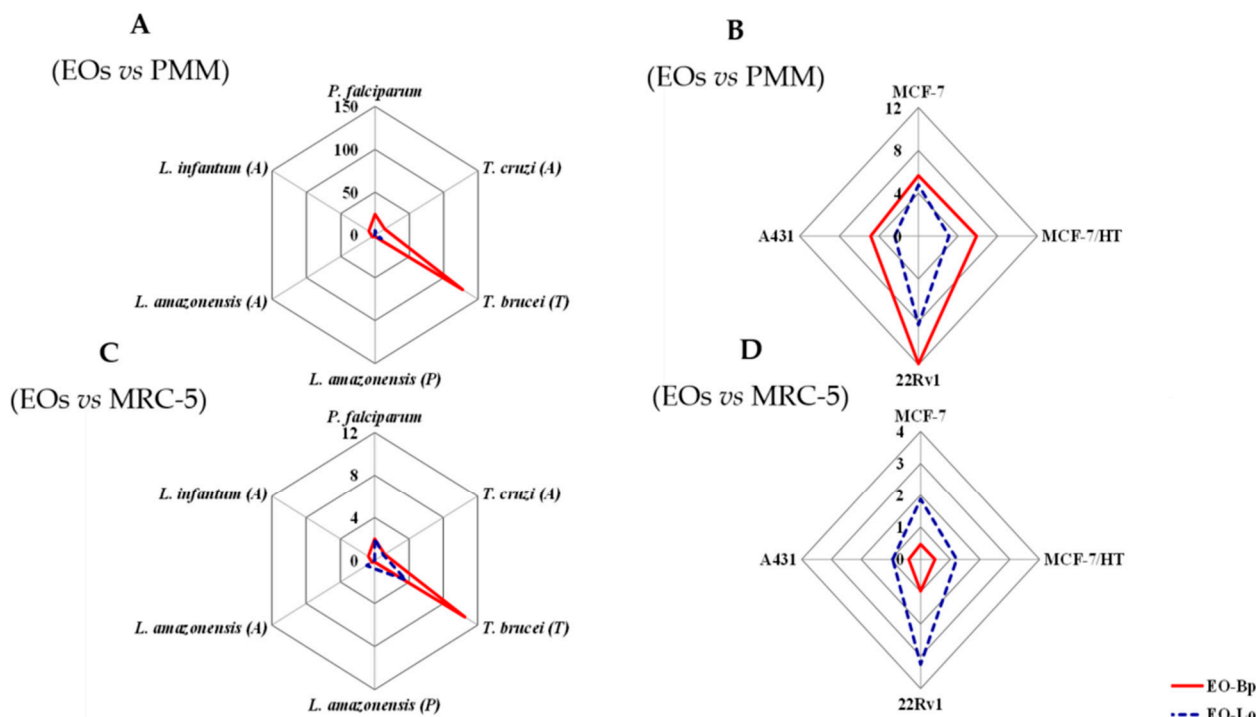 A
(EOs vs PMM)
P. falciparum
150
100
50
0
L. infantum (A)
T. cruzi (A)
L. amazonensis (A)
T. brucei (T)
L. amazonensis (P)
B
(EOs vs PMM)
MCF-7
12
8
4
0
A431
MCF-7/HT
22Rv1
C
(EOs vs MRC-5)
P. falciparum
12
8
4
0
L. infantum (A)
T. cruzi (A)
L. amazonensis (A)
T. brucei (T)
L. amazonensis (P)
D
(EOs vs MRC-5)
MCF-7
4
3
2
1
0
A431
MCF-7/HT
22Rv1
EO-Bp
EO-Lo